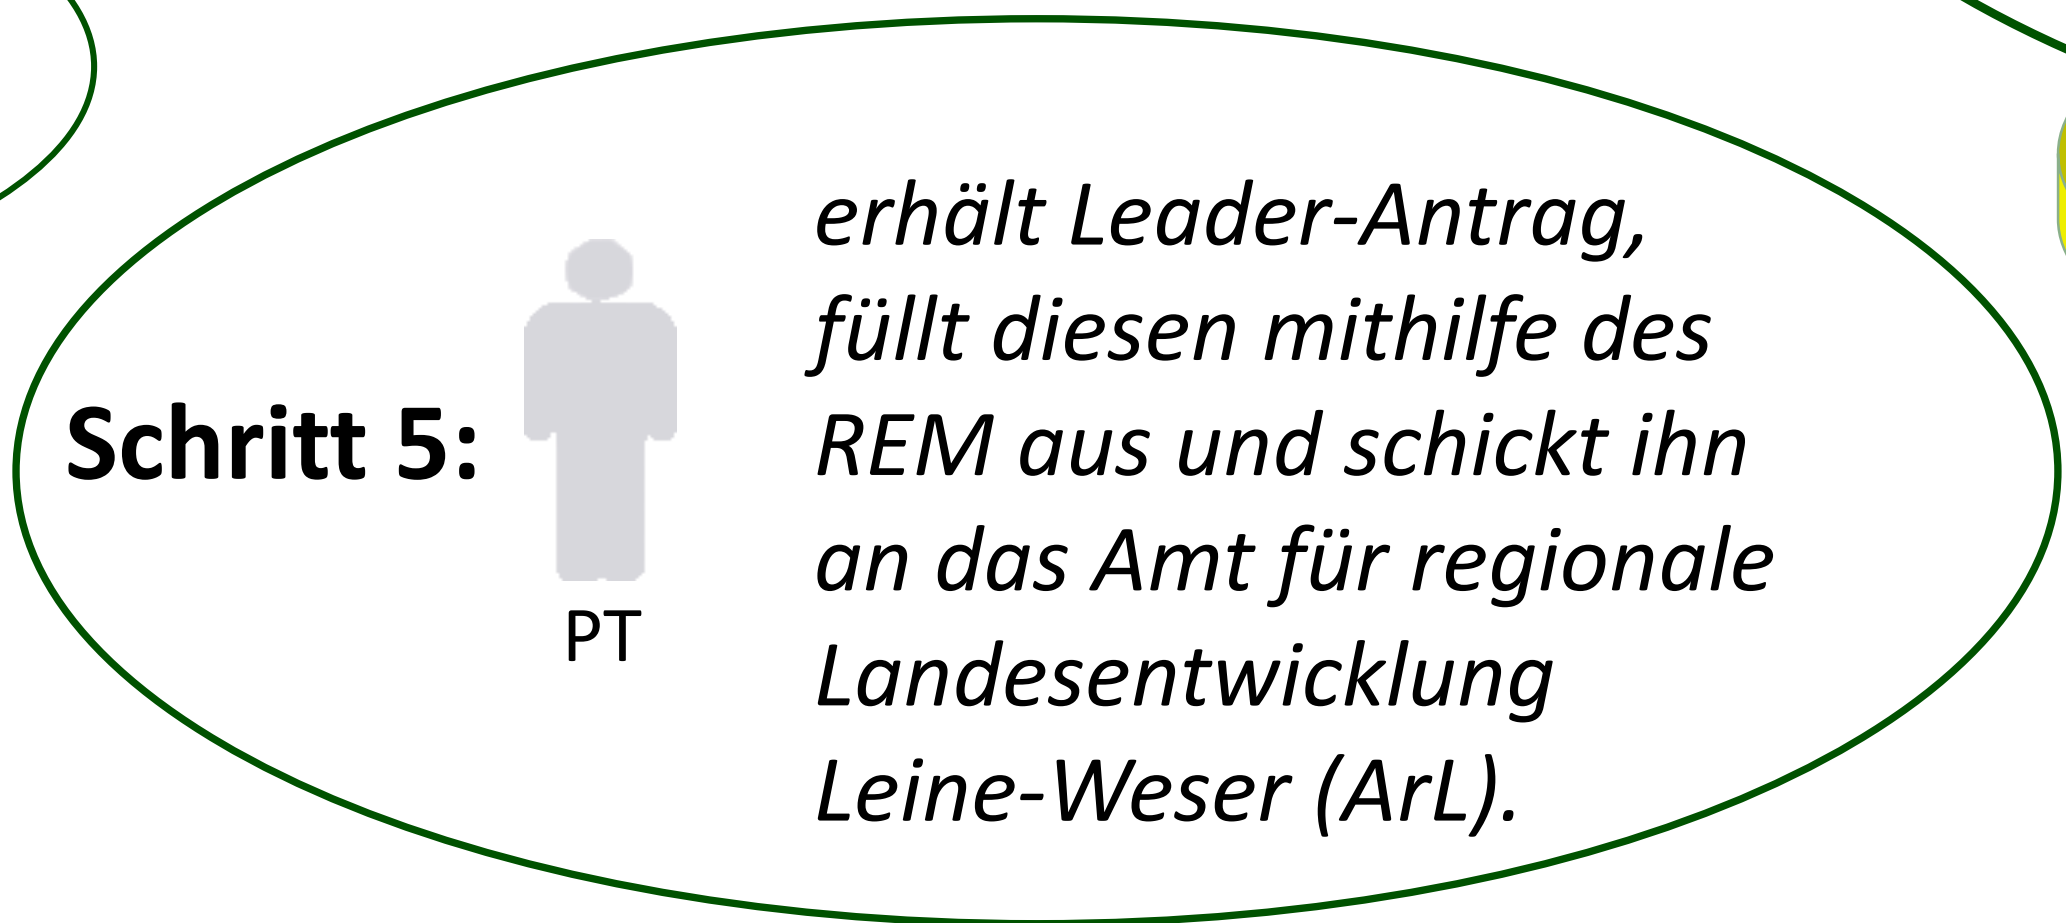 Schritt 5:
PT
erhält Leader-Antrag,
füllt diesen mithilfe des
REM aus und schickt ihn
an das Amt für regionale
Landesentwicklung
Leine-Weser (ArL).